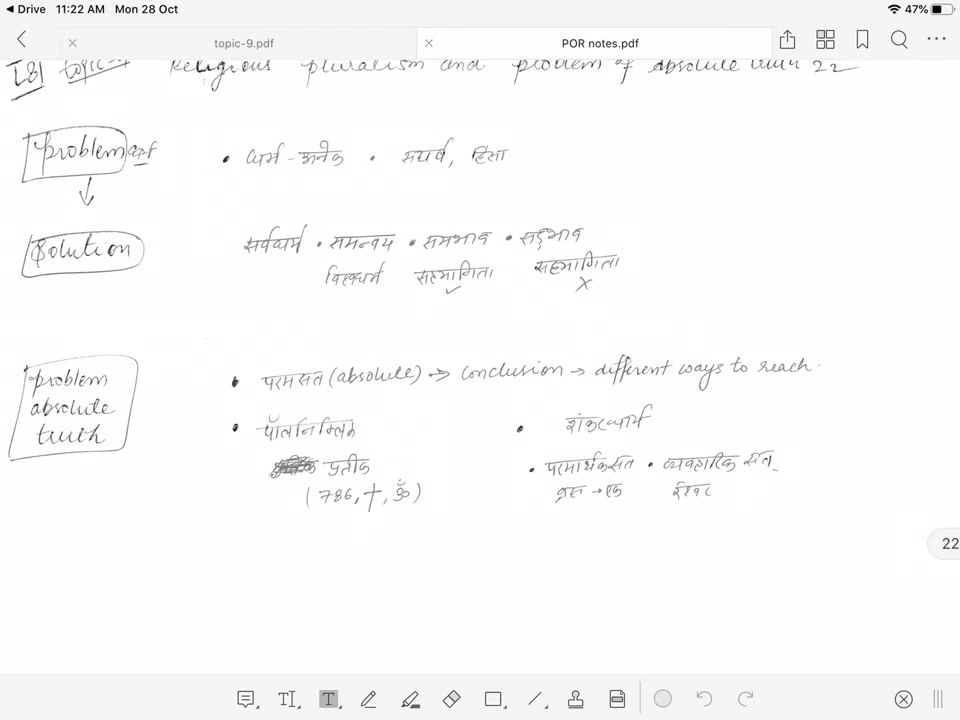 Drive 11:22 AM Mon 28 Oct 47%
topic-9.pdf POR notes.pdf
Religious pluralism and problem of absolute truth 22
problem धर्म • धर्म - अनेक • संघर्ष, हिंसा
Solution सर्वधर्म • समन्वय • समभाव • सद्भाव
विश्वधर्म सहभागिता सहभागिता
✓ X
problem absolute truth • परमसत (absolute) → conclusion → different ways to reach.
• पॉलतिलिक • शंकराचार्य
प्रतीक • परमार्थिक सत • व्यवहारिक सत
(786, †, ॐ) ब्रह्म → एक ईश्वर
22